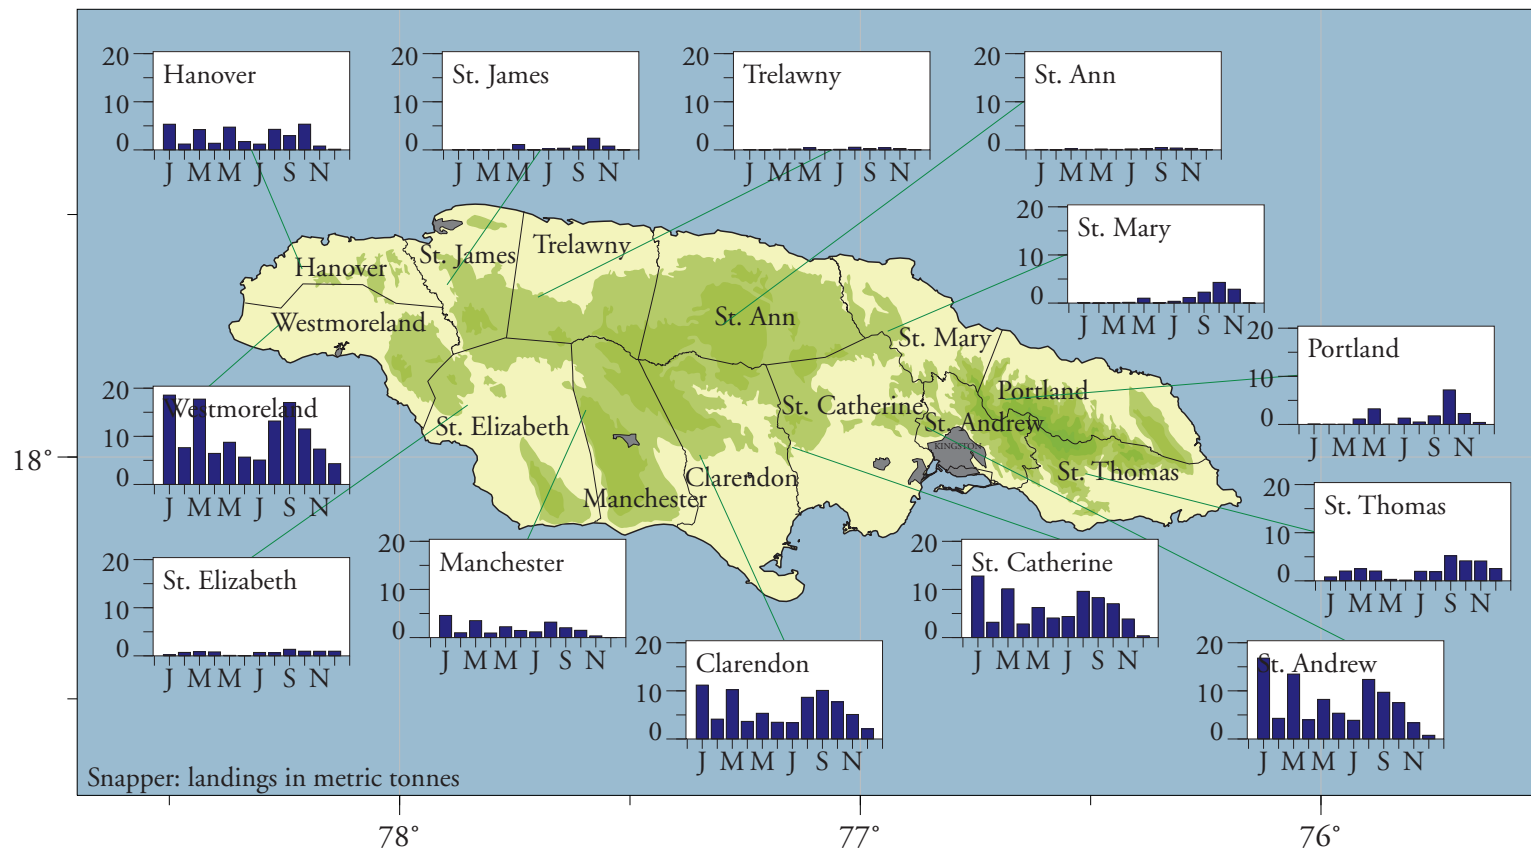 20
10
0
Hanover
J M M J S N
20
10
0
St. James
J M M J S N
20
10
0
Trelawny
J M M J S N
20
10
0
St. Ann
J M M J S N
20
10
0
St. Mary
J M M J S N
20
10
0
Portland
J M M J S N
20
10
0
St. Thomas
J M M J S N
20
10
0
Westmoreland
18°
20
10
0
St. Elizabeth
J M M J S N
20
10
0
Manchester
J M M J S N
20
10
0
Clarendon
J M M J S N
20
10
0
St. Catherine
J M M J S N
20
10
0
St. Andrew
J M M J S N
Hanover
St. James
Trelawny
Westmoreland
St. Ann
St. Mary
Portland
St. Catherine
St. Andrew
KINGSTON
St. Elizabeth
St. Thomas
Clarendon
Manchester
Snapper: landings in metric tonnes
78°
77°
76°
J M M J S N